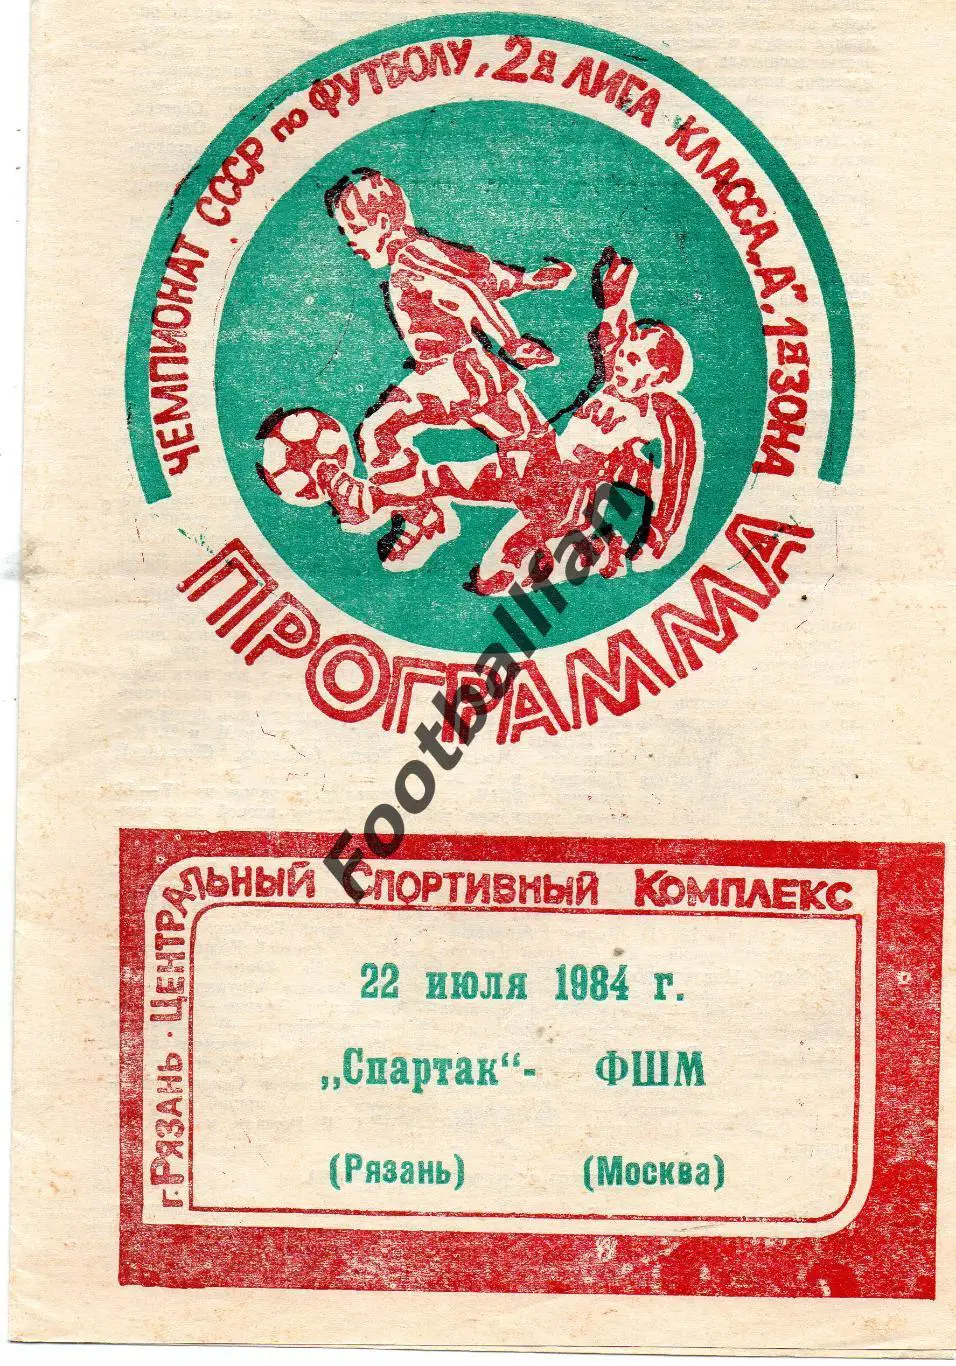 ЧЕМПИОНАТ СССР по ФУТБОЛУ, 2я ЛИГА КЛАССА „А", 1я ЗОНА
ПРОГРАММА
Footballfan
г. РЯЗАНЬ · ЦЕНТРАЛЬНЫЙ СПОРТИВНЫЙ КОМПЛЕКС
22 июля 1984 г.
„Спартак“- ФШМ
(Рязань) (Москва)